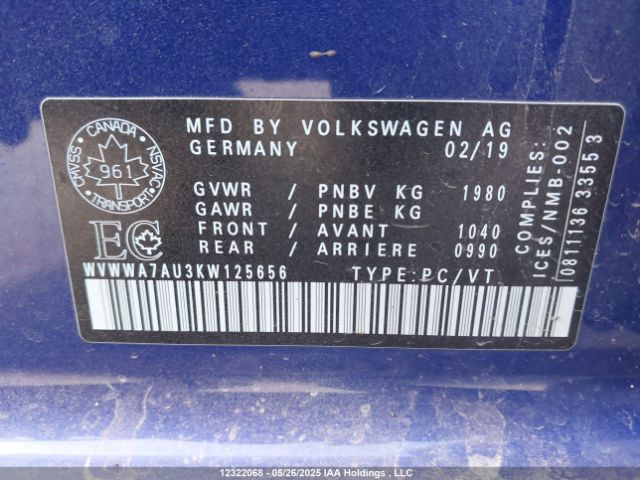 CANADA
CMVSS
NSVAC
961
TRANSPORT
EC
MFD BY VOLKSWAGEN AG
GERMANY 02/19
GVWR / PNBV KG 1980
GAWR / PNBE KG
FRONT / AVANT 1040
REAR / ARRIERE 0990
WVWWA7AU3KW125656 TYPE:PC/VT
COMPLIES:
ICES/NMB-002
0811136 33553
12322068 - 05/26/2025 IAA Holdings , LLC